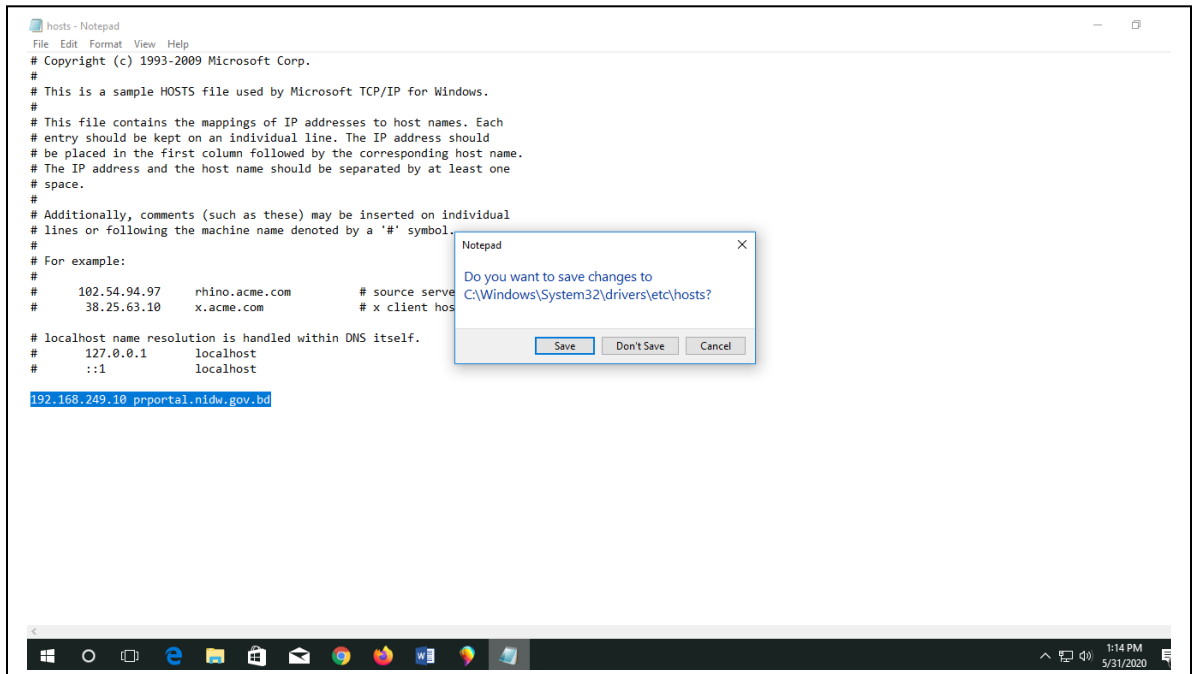 hosts - Notepad
File Edit Format View Help
# Copyright (c) 1993-2009 Microsoft Corp.
#
# This is a sample HOSTS file used by Microsoft TCP/IP for Windows.
#
# This file contains the mappings of IP addresses to host names. Each
# entry should be kept on an individual line. The IP address should
# be placed in the first column followed by the corresponding host name.
# The IP address and the host name should be separated by at least one
# space.
#
# Additionally, comments (such as these) may be inserted on individual
# lines or following the machine name denoted by a '#' symbol.
#
# For example:
#
#      102.54.94.97     rhino.acme.com          # source serve
#       38.25.63.10     x.acme.com              # x client hos

# localhost name resolution is handled within DNS itself.
#       127.0.0.1       localhost
#       ::1             localhost

192.168.249.10 prportal.nidw.gov.bd
Notepad
Do you want to save changes to
C:\Windows\System32\drivers\etc\hosts?
Save Don't Save Cancel
1:14 PM
5/31/2020